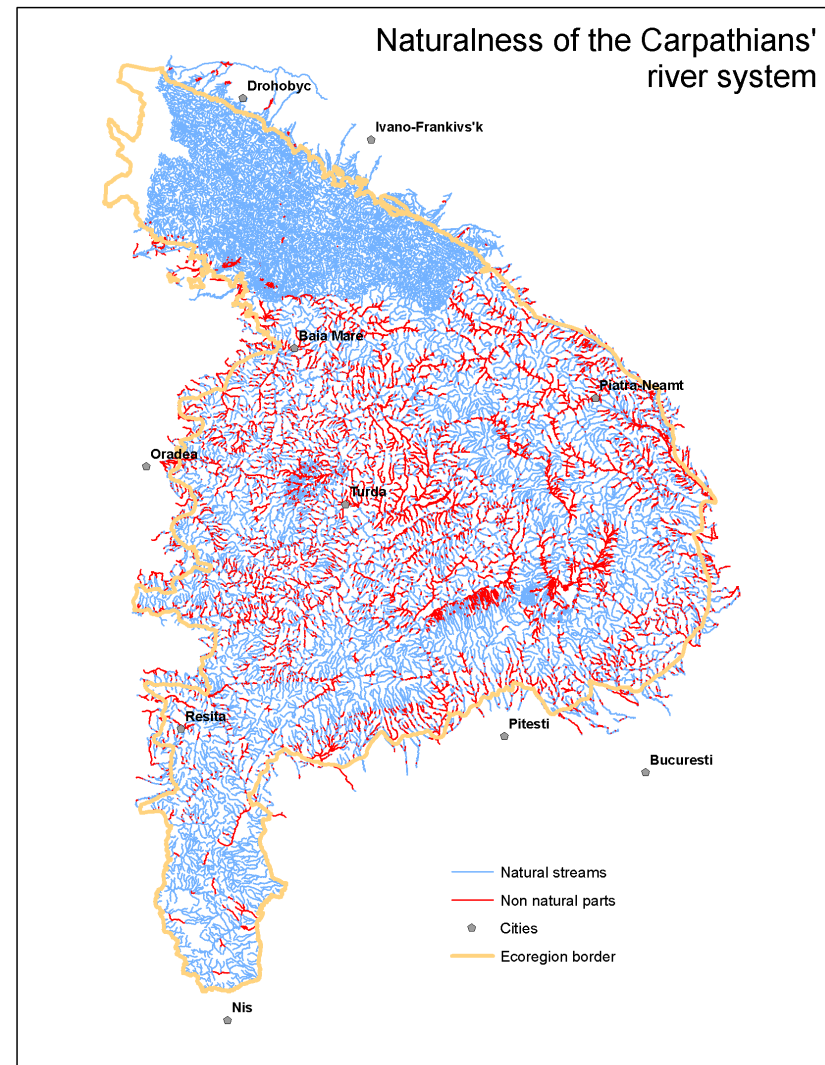 Naturalness of the Carpathians'
river system
Drohobyc
Ivano-Frankivs'k
Baia Mare
Piatra-Neamt
Oradea
Turda
Resita
Pitesti
Bucuresti
Natural streams
Non natural parts
Cities
Ecoregion border
Nis